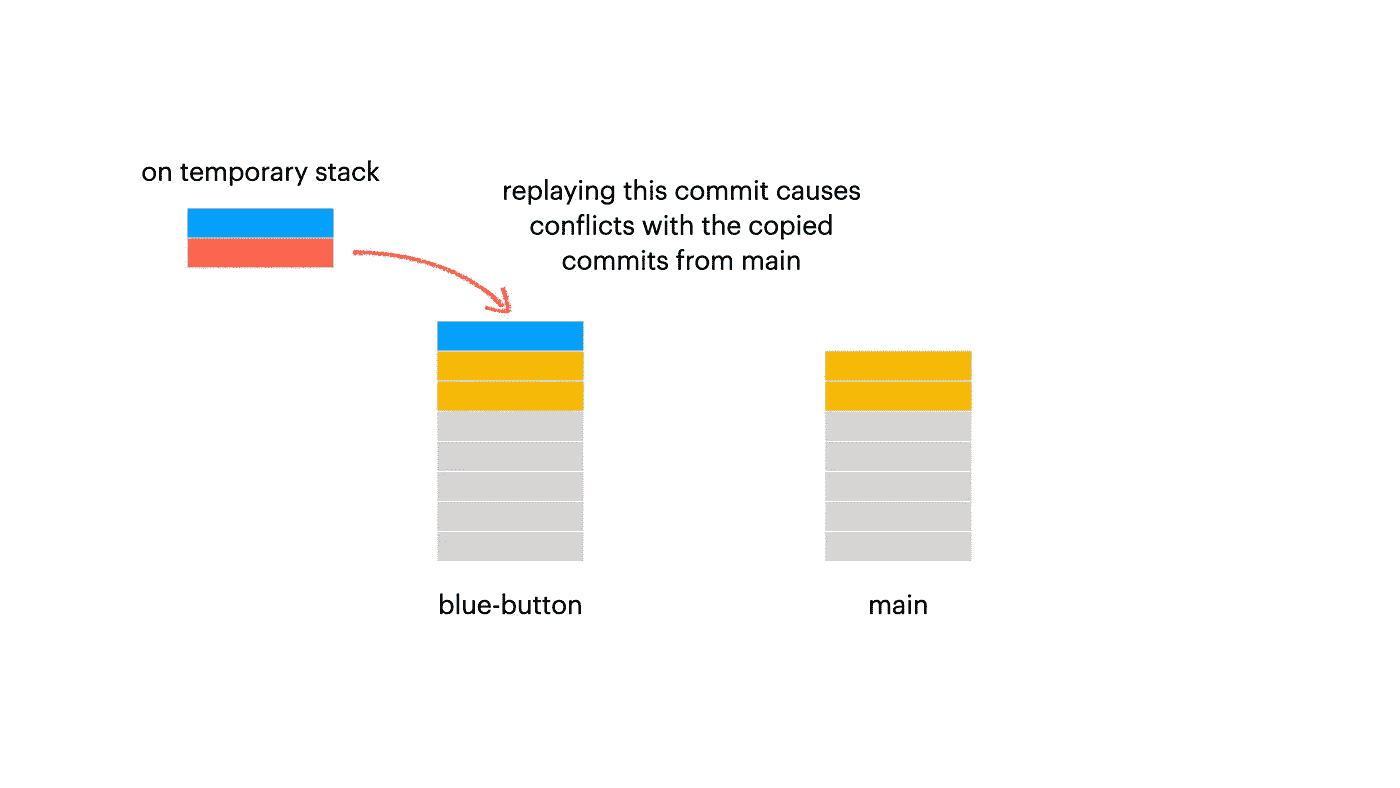 on temporary stack
replaying this commit causes
conflicts with the copied
commits from main
blue-button
main